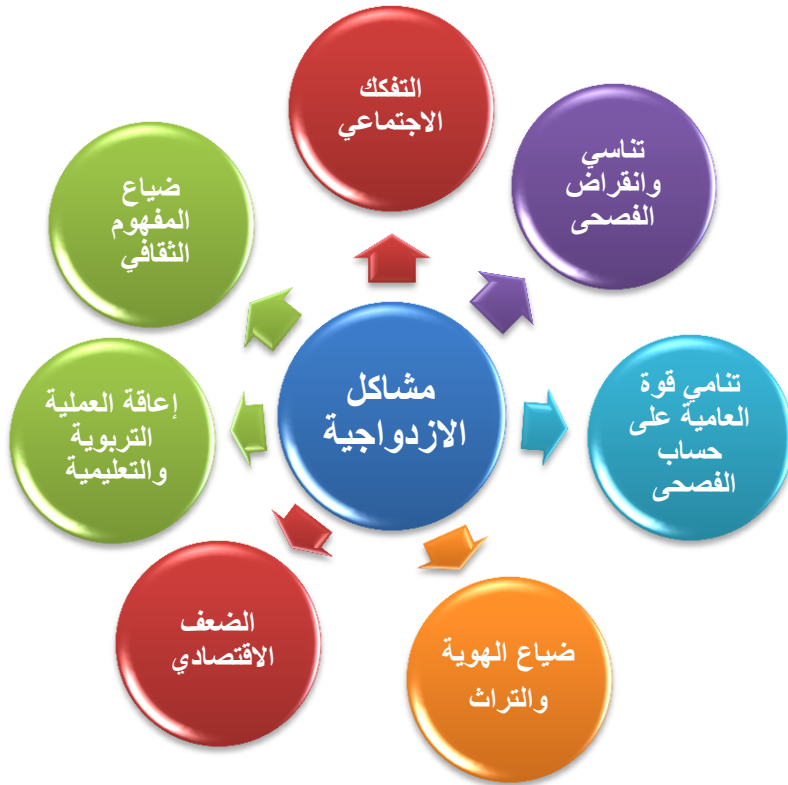 التفكك
الاجتماعي
تناسي
وانقراض
الفصحى
تنامي قوة
العامية على
حساب
الفصحى
ضياع الهوية
والتراث
الضعف
الاقتصادي
إعاقة العملية
التربوية
والتعليمية
ضياع
المفهوم
الثقافي
مشاكل
الازدواجية